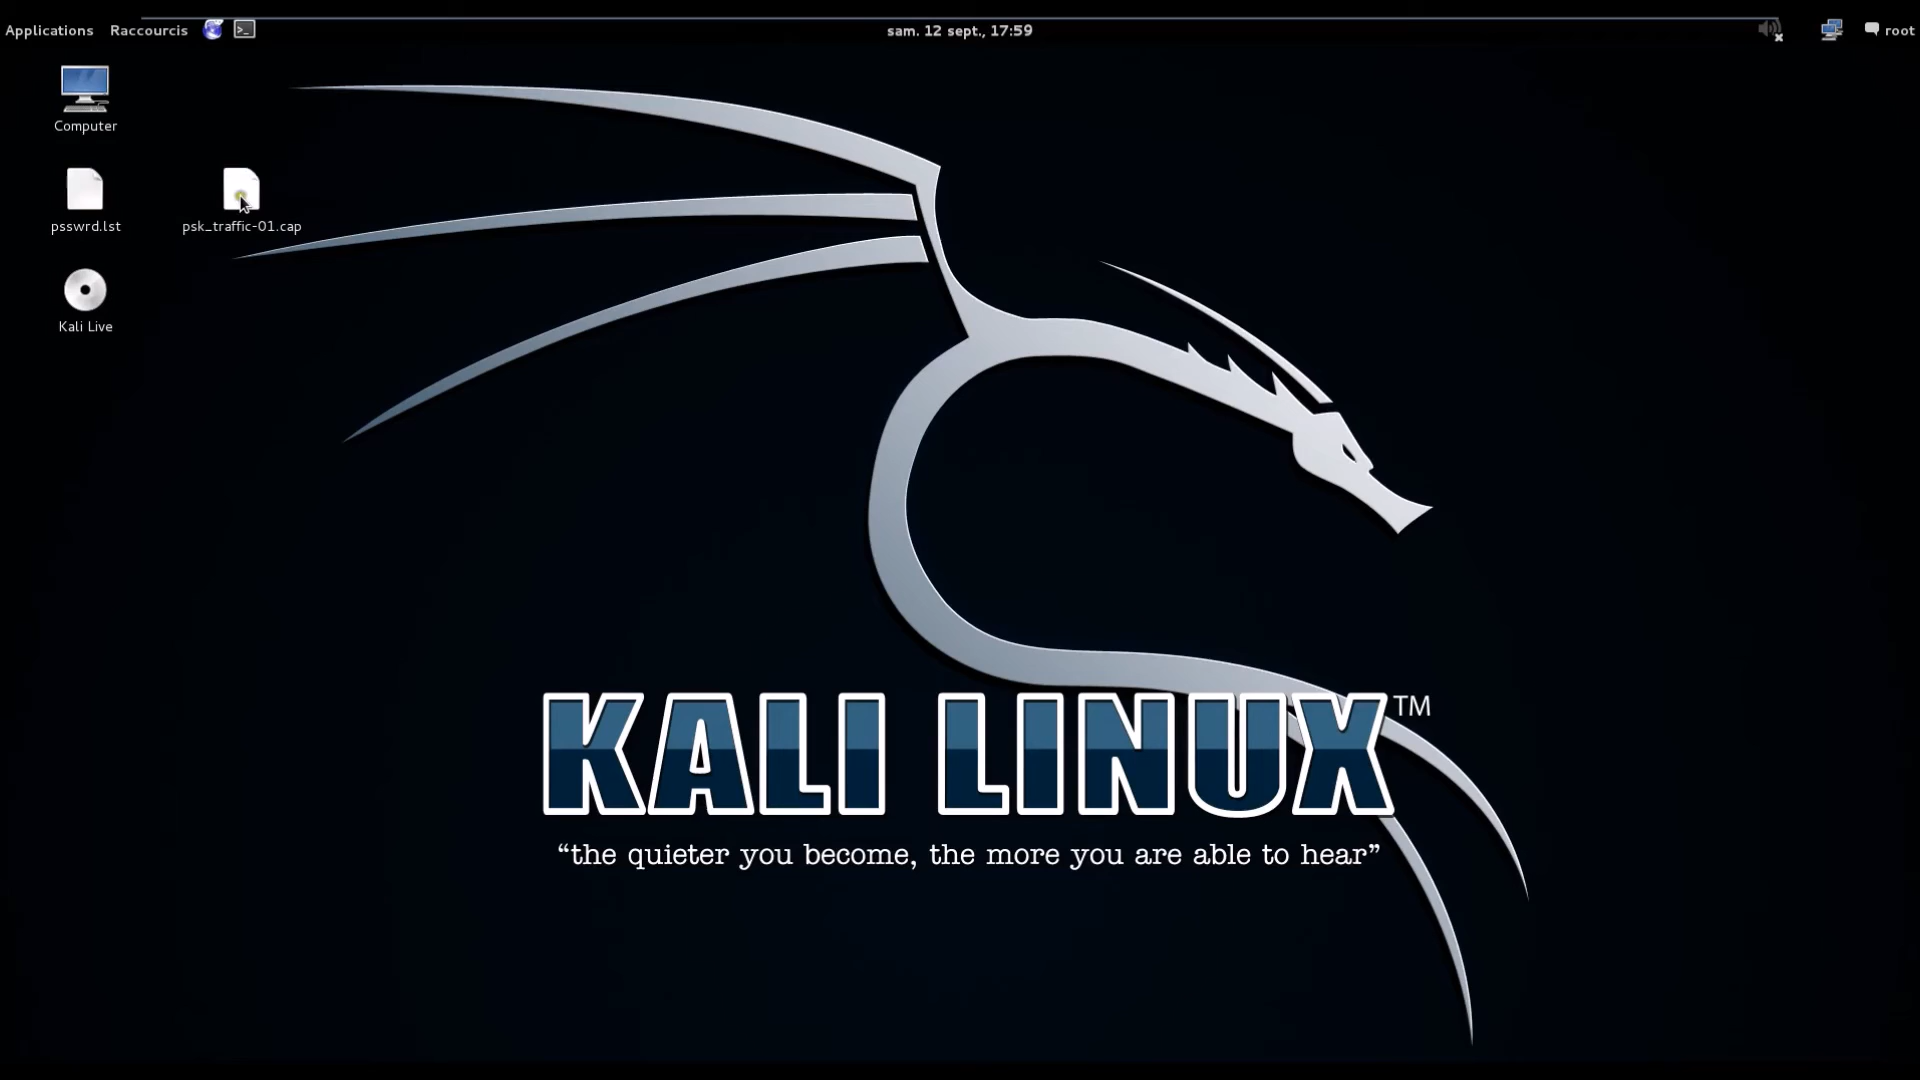 Applications Raccourcis sam. 12 sept., 17:59 root
Computer
psswrd.lst psk_traffic-01.cap
Kali Live
KALI LINUX™
“the quieter you become, the more you are able to hear”